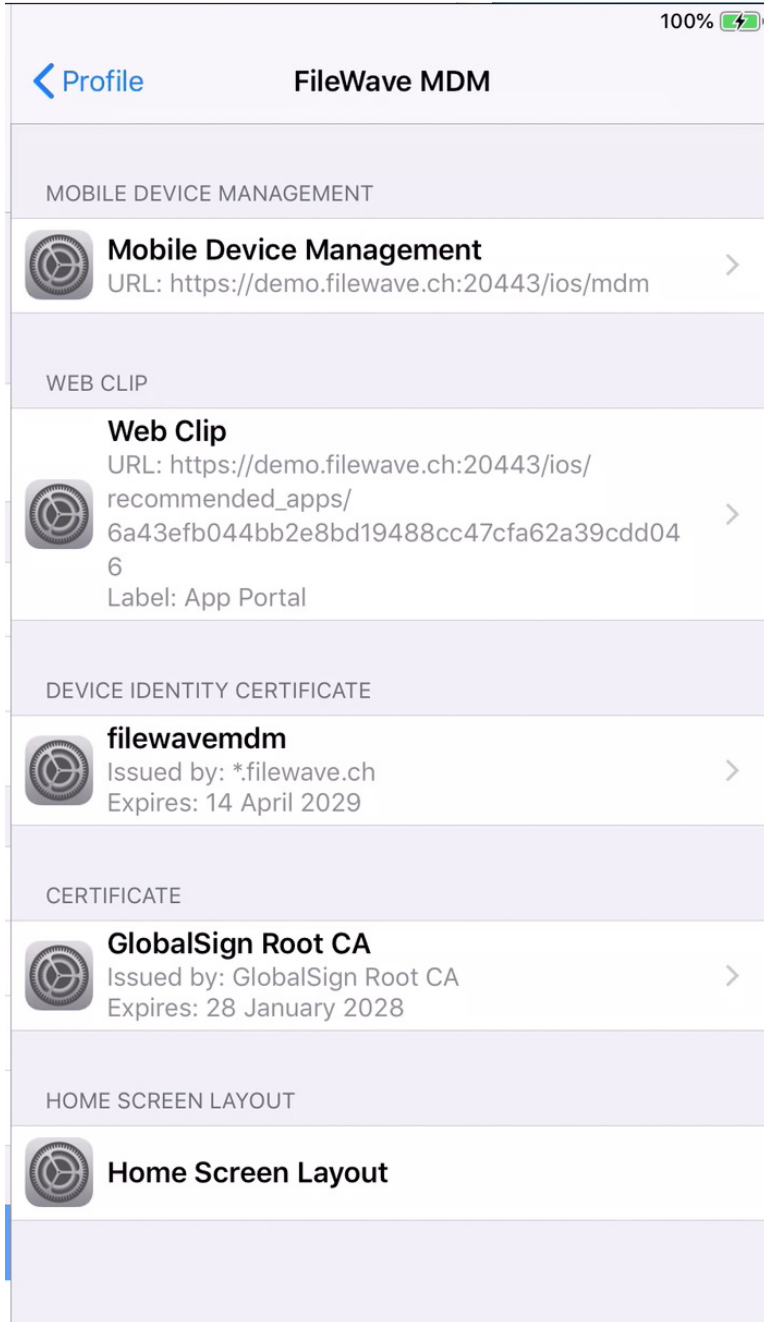 100%
Profile
FileWave MDM
MOBILE DEVICE MANAGEMENT
Mobile Device Management
URL: https://demo.filewave.ch:20443/ios/mdm
WEB CLIP
Web Clip
URL: https://demo.filewave.ch:20443/ios/
recommended_apps/
6a43efb044bb2e8bd19488cc47cfa62a39cdd04
6
Label: App Portal
DEVICE IDENTITY CERTIFICATE
filewavemdm
Issued by: *.filewave.ch
Expires: 14 April 2029
CERTIFICATE
GlobalSign Root CA
Issued by: GlobalSign Root CA
Expires: 28 January 2028
HOME SCREEN LAYOUT
Home Screen Layout